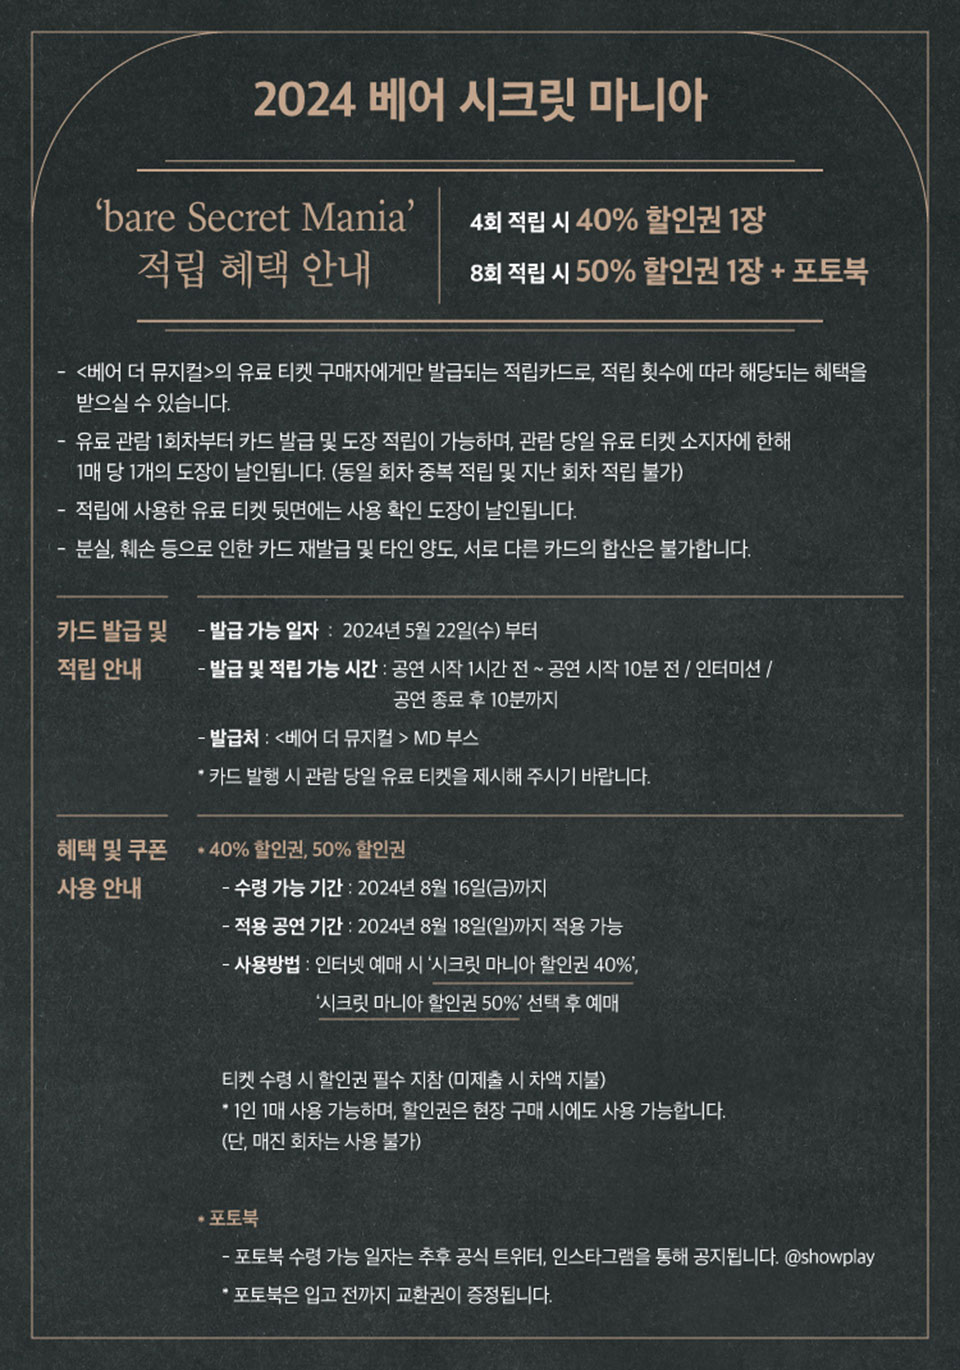 2024 베어 시크릿 마니아
‘bare Secret Mania’
적립 혜택 안내
4회 적립 시 40% 할인권 1장
8회 적립 시 50% 할인권 1장 + 포토북
- <베어 더 뮤지컬>의 유료 티켓 구매자에게만 발급되는 적립카드로, 적립 횟수에 따라 해당되는 혜택을
받으실 수 있습니다.
- 유료 관람 1회차부터 카드 발급 및 도장 적립이 가능하며, 관람 당일 유료 티켓 소지자에 한해
1매 당 1개의 도장이 날인됩니다. (동일 회차 중복 적립 및 지난 회차 적립 불가)
- 적립에 사용한 유료 티켓 뒷면에는 사용 확인 도장이 날인됩니다.
- 분실, 훼손 등으로 인한 카드 재발급 및 타인 양도, 서로 다른 카드의 합산은 불가합니다.
카드 발급 및
적립 안내
- 발급 가능 일자 : 2024년 5월 22일(수) 부터
- 발급 및 적립 가능 시간 : 공연 시작 1시간 전 ~ 공연 시작 10분 전 / 인터미션 /
공연 종료 후 10분까지
- 발급처 : <베어 더 뮤지컬 > MD 부스
* 카드 발행 시 관람 당일 유료 티켓을 제시해 주시기 바랍니다.
혜택 및 쿠폰
사용 안내
• 40% 할인권, 50% 할인권
- 수령 가능 기간 : 2024년 8월 16일(금)까지
- 적용 공연 기간 : 2024년 8월 18일(일)까지 적용 가능
- 사용방법 : 인터넷 예매 시 ‘시크릿 마니아 할인권 40%’,
‘시크릿 마니아 할인권 50%’ 선택 후 예매
티켓 수령 시 할인권 필수 지참 (미제출 시 차액 지불)
* 1인 1매 사용 가능하며, 할인권은 현장 구매 시에도 사용 가능합니다.
(단, 매진 회차는 사용 불가)
• 포토북
- 포토북 수령 가능 일자는 추후 공식 트위터, 인스타그램을 통해 공지됩니다. @showplay
* 포토북은 입고 전까지 교환권이 증정됩니다.